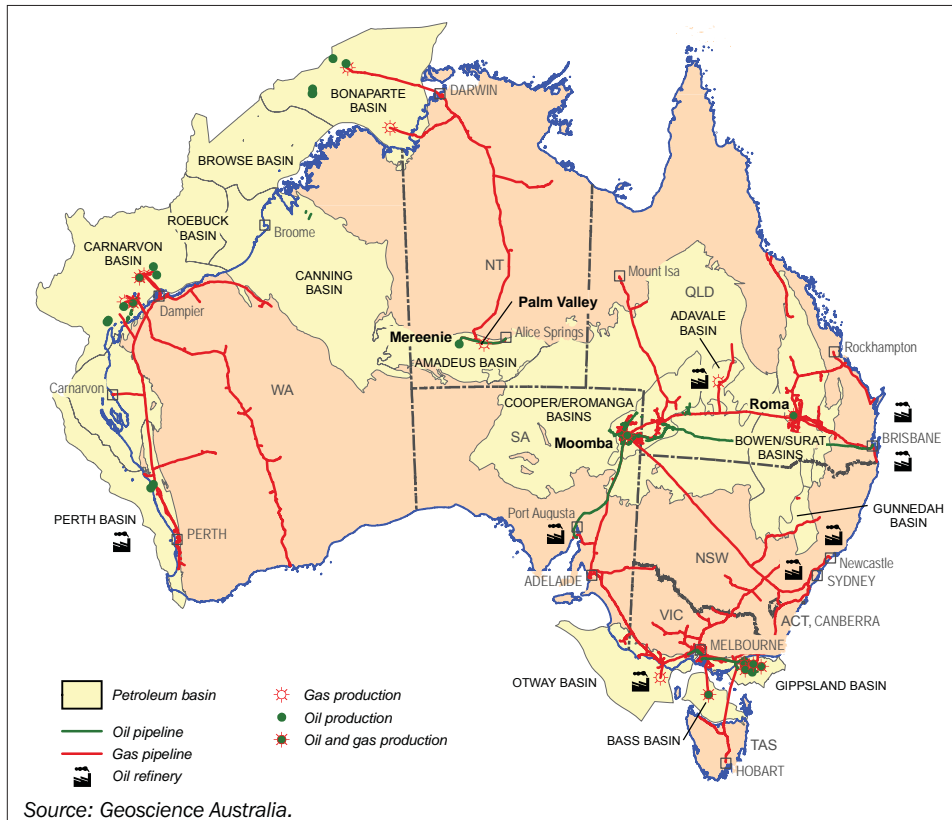 BONAPARTE
BASIN
DARWIN
BROWSE BASIN
ROEBUCK
BASIN
Broome
CARNARVON
BASIN
CANNING
BASIN
NT
Mount Isa
QLD
Dampier
Palm Valley
ADAVALE
BASIN
Mereenie
Alice Springs
AMADEUS BASIN
Rockhampton
Carnarvon
WA
COOPER/EROMANGA
BASINS
Roma
SA
Moomba
BOWEN/SURAT
BASINS
BRISBANE
PERTH BASIN
PERTH
Port Augusta
GUNNEDAH
BASIN
NSW
Newcastle
SYDNEY
ADELAIDE
VIC
ACT, CANBERRA
MELBOURNE
OTWAY BASIN
GIPPSLAND BASIN
BASS BASIN
TAS
HOBART
Petroleum basin
Oil pipeline
Gas pipeline
Oil refinery
Gas production
Oil production
Oil and gas production
Source: Geoscience Australia.